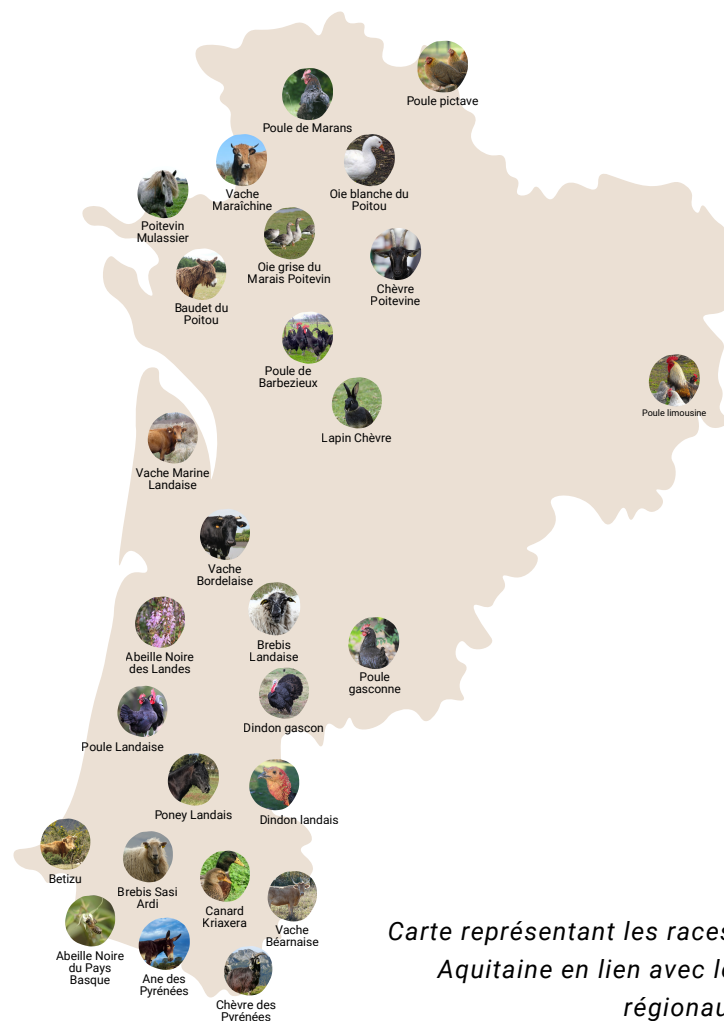 Poule pictave
Poule de Marans
Vache
Maraîchine
Oie blanche du
Poitou
Poitevin
Mulassier
Oie grise du
Marais Poitevin
Chèvre
Poitevine
Baudet du
Poitou
Poule de
Barbezieux
Poule limousine
Lapin Chèvre
Vache Marine
Landaise
Vache
Bordelaise
Brebis
Landaise
Abeille Noire
des Landes
Poule
gasconne
Dindon gascon
Poule Landaise
Poney Landais
Dindon landais
Betizu
Brebis Sasi
Ardi
Canard
Kriaxera
Vache
Béarnaise
Abeille Noire
du Pays
Basque
Ane des
Pyrénées
Chèvre des
Pyrénées
Carte représentant les races
Aquitaine en lien avec le
régionau